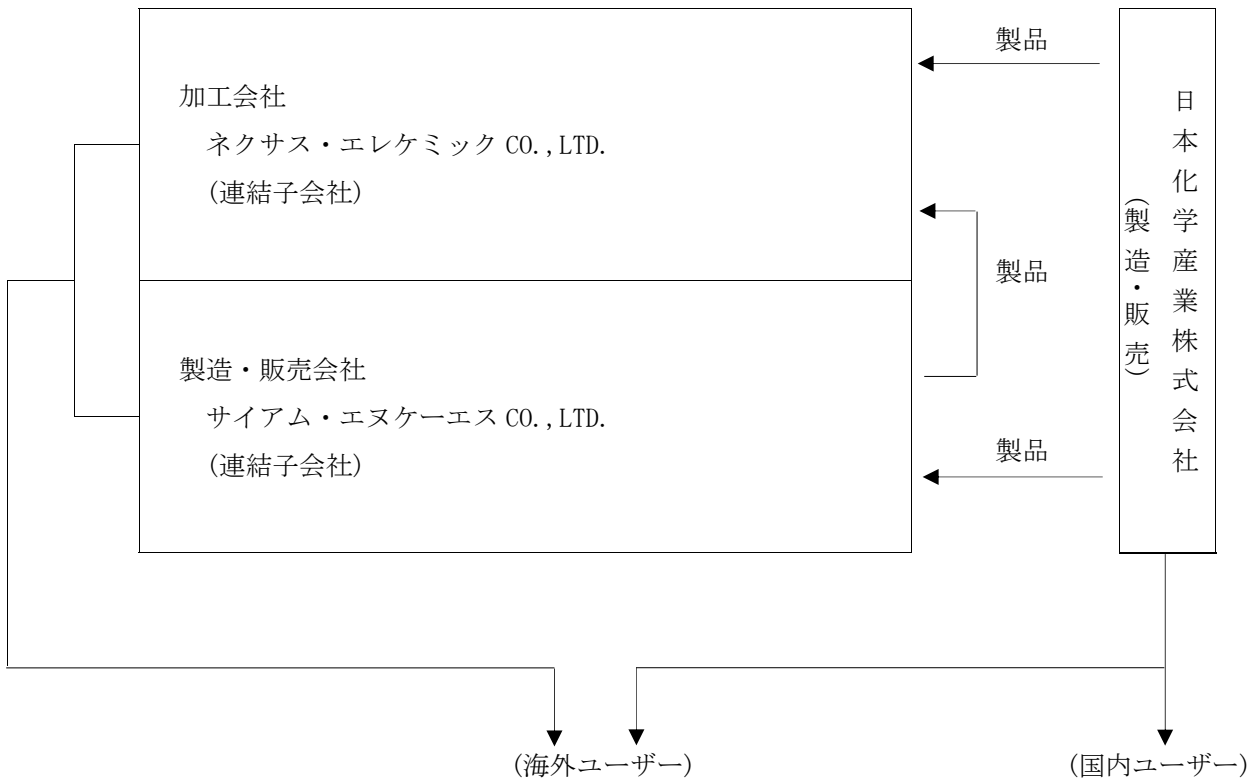 製品
加工会社
ネクサス・エレケミック CO.,LTD.
(連結子会社)
製品
製造・販売会社
サイアム・エヌケーエス CO.,LTD.
(連結子会社)
製品
日本化学産業株式会社
(製造・販売)
(海外ユーザー)
(国内ユーザー)